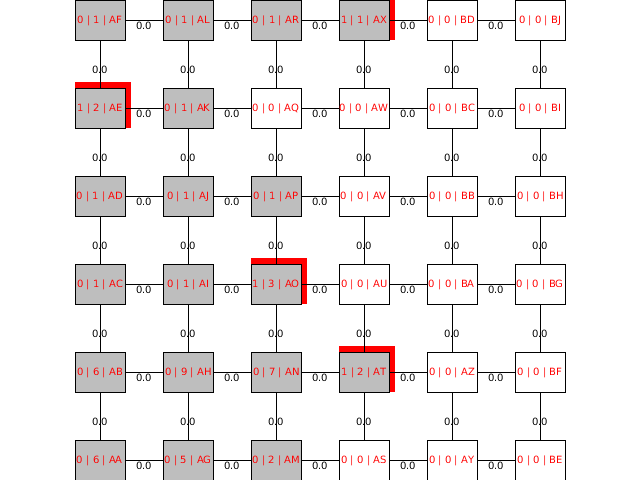 0 | 1 | AF 0.0 0 | 1 | AL 0.0 0 | 1 | AR 0.0 1 | 1 | AX 0.0 0 | 0 | BD 0.0 0 | 0 | BJ
0.0 0.0 0.0 0.0 0.0 0.0
1 | 2 | AE 0.0 0 | 1 | AK 0.0 0 | 0 | AQ 0.0 0 | 0 | AW 0.0 0 | 0 | BC 0.0 0 | 0 | BI
0.0 0.0 0.0 0.0 0.0 0.0
0 | 1 | AD 0.0 0 | 1 | AJ 0.0 0 | 1 | AP 0.0 0 | 0 | AV 0.0 0 | 0 | BB 0.0 0 | 0 | BH
0.0 0.0 0.0 0.0 0.0 0.0
0 | 1 | AC 0.0 0 | 1 | AI 0.0 1 | 3 | AO 0.0 0 | 0 | AU 0.0 0 | 0 | BA 0.0 0 | 0 | BG
0.0 0.0 0.0 0.0 0.0 0.0
0 | 6 | AB 0.0 0 | 9 | AH 0.0 0 | 7 | AN 0.0 1 | 2 | AT 0.0 0 | 0 | AZ 0.0 0 | 0 | BF
0.0 0.0 0.0 0.0 0.0 0.0
0 | 6 | AA 0.0 0 | 5 | AG 0.0 0 | 2 | AM 0.0 0 | 0 | AS 0.0 0 | 0 | AY 0.0 0 | 0 | BE